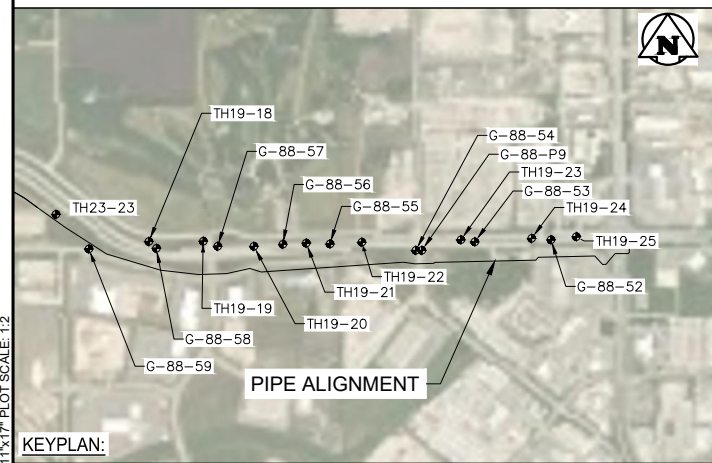 N
TH19-18
G-88-57
G-88-56
G-88-55
G-88-54
G-88-P9
TH19-23
G-88-53
TH19-24
TH23-23
TH19-25
TH19-22
TH19-21
G-88-52
TH19-19
TH19-20
G-88-58
G-88-59
PIPE ALIGNMENT
KEYPLAN:
11"x17" PLOT SCALE: 1:2